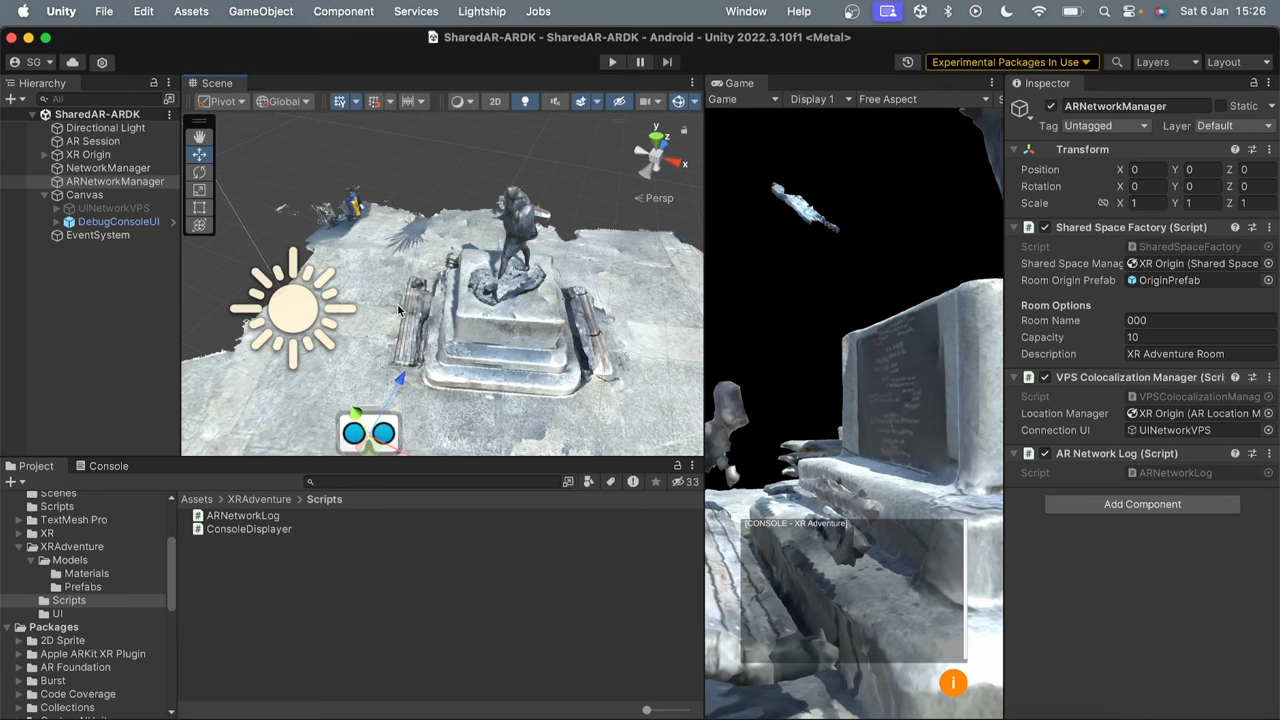 Unity File Edit Assets GameObject Component Services Lightship Jobs Window Help Sat 6 Jan 15:26
SharedAR-ARDK - SharedAR-ARDK - Android - Unity 2022.3.10f1 <Metal>
SG Experimental Packages In Use Layers Layout
Hierarchy
All
SharedAR-ARDK
Directional Light
AR Session
XR Origin
NetworkManager
ARNetworkManager
Canvas
UINetworkVPS
DebugConsoleUI
EventSystem
Scene
Pivot Global 2D
y
z
x
Persp
Game
Game Display 1 Free Aspect S
[CONSOLE - XR Adventure]
i
Inspector
ARNetworkManager Static
Tag Untagged Layer Default
Transform
Position X 0 Y 0 Z 0
Rotation X 0 Y 0 Z 0
Scale X 1 Y 1 Z 1
Shared Space Factory (Script)
Script SharedSpaceFactory
Shared Space Manag XR Origin (Shared Space
Room Origin Prefab OriginPrefab
Room Options
Room Name 000
Capacity 10
Description XR Adventure Room
VPS Colocalization Manager (Scri
Script VPSColocalizationManag
Location Manager XR Origin (AR Location M
Connection UI UINetworkVPS
AR Network Log (Script)
Script ARNetworkLog
Add Component
Project Console
33
Scenes
Scripts
TextMesh Pro
XR
XRAdventure
Models
Materials
Prefabs
Scripts
UI
Packages
2D Sprite
Apple ARKit XR Plugin
AR Foundation
Burst
Code Coverage
Collections
Assets XRAdventure Scripts
ARNetworkLog
ConsoleDisplayer